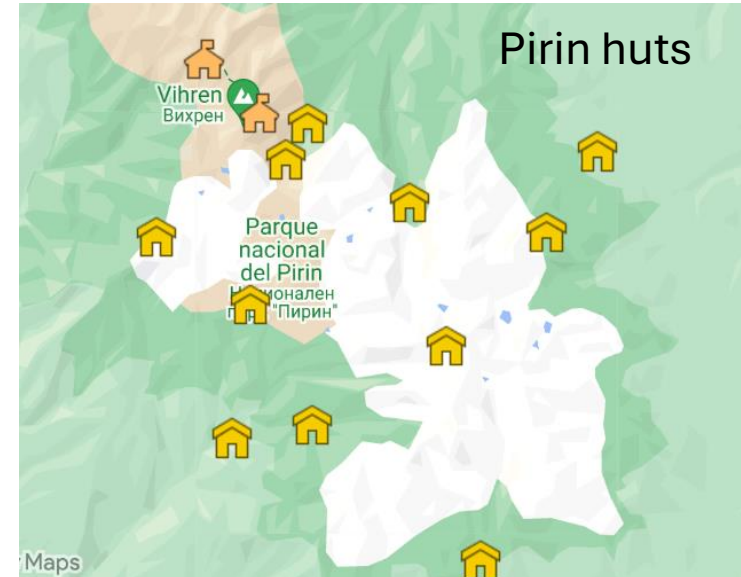 Pirin huts
Vihren
Вихрен
Parque
nacional
del Pirin
"Пирин"
Maps